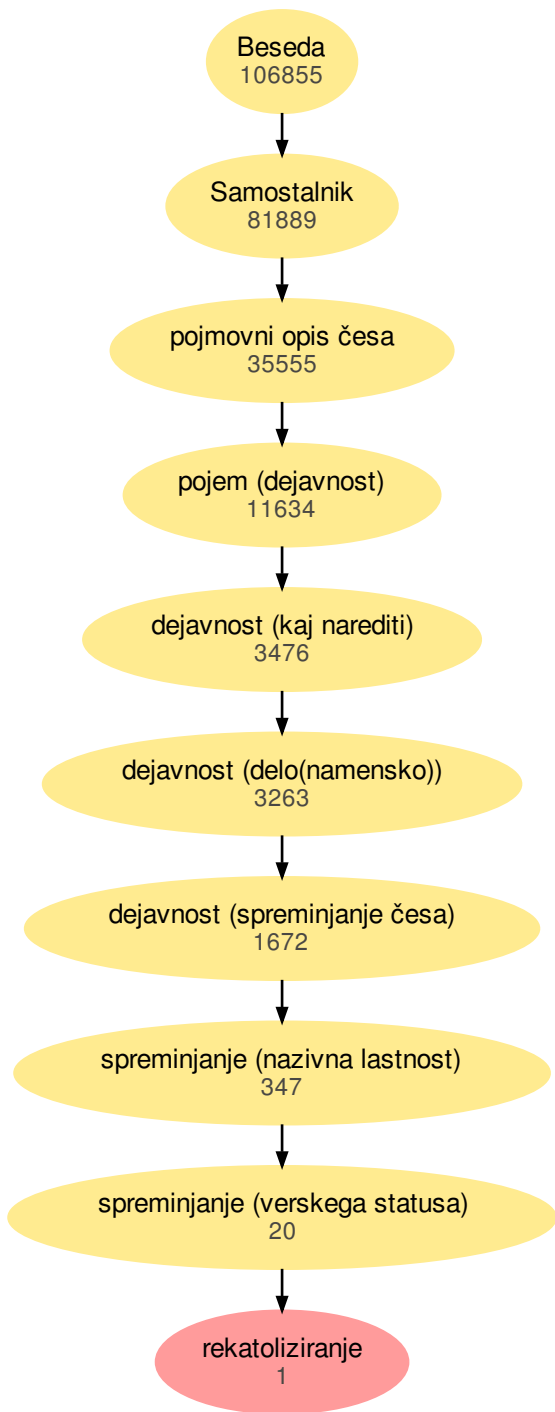 Beseda
106855
Samostalnik
81889
pojmovni opis česa
35555
pojem (dejavnost)
11634
dejavnost (kaj narediti)
3476
dejavnost (delo(namensko))
3263
dejavnost (spreminjanje česa)
1672
spreminjanje (nazivna lastnost)
347
spreminjanje (verskega statusa)
20
rekatoliziranje
1